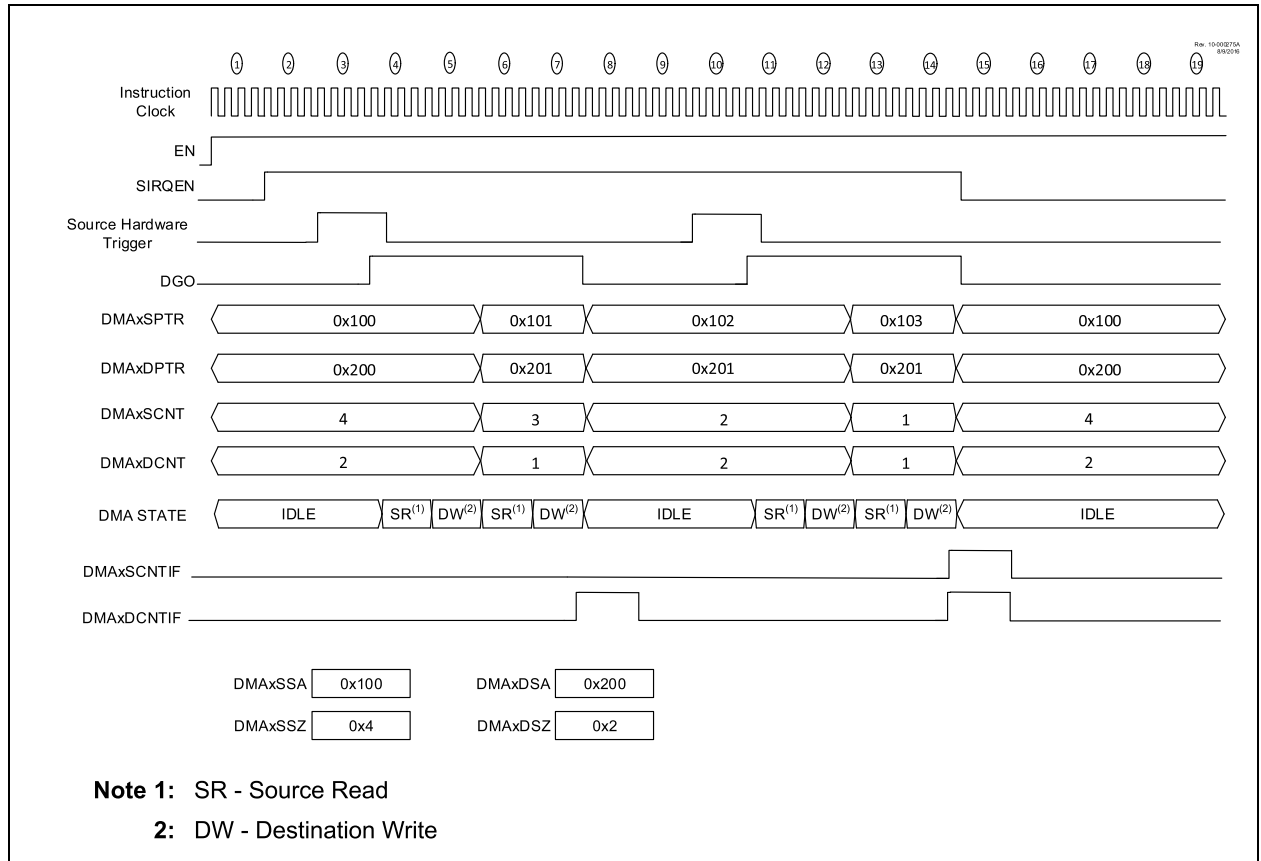 Rev. 10-000275A
8/9/2016
1 2 3 4 5 6 7 8 9 10 11 12 13 14 15 16 17 18 19
Instruction
Clock
EN
SIRQEN
Source Hardware
Trigger
DGO
DMAxSPTR 0x100 0x101 0x102 0x103 0x100
DMAxDPTR 0x200 0x201 0x201 0x201 0x200
DMAxSCNT 4 3 2 1 4
DMAxDCNT 2 1 2 1 2
DMA STATE IDLE SR(1) DW(2) SR(1) DW(2) IDLE SR(1) DW(2) SR(1) DW(2) IDLE
DMAxSCNTIF
DMAxDCNTIF
DMAxSSA 0x100 DMAxDSA 0x200
DMAxSSZ 0x4 DMAxDSZ 0x2
Note 1: SR - Source Read
2: DW - Destination Write